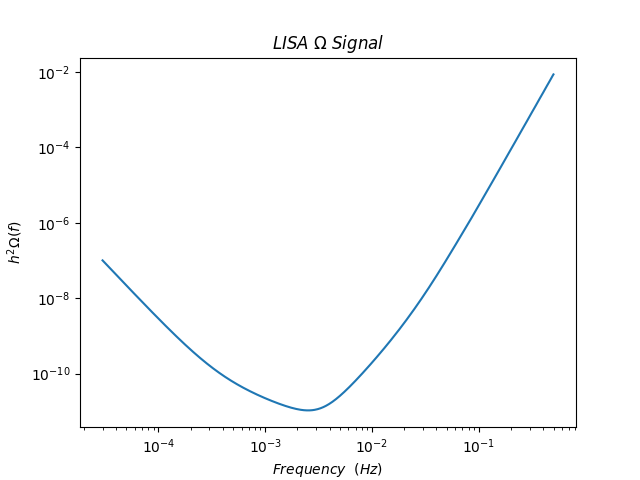 LISA Ω Signal
h²Ω(f)
10⁻²
10⁻⁴
10⁻⁶
10⁻⁸
10⁻¹⁰
10⁻⁴ 10⁻³ 10⁻² 10⁻¹
Frequency (Hz)